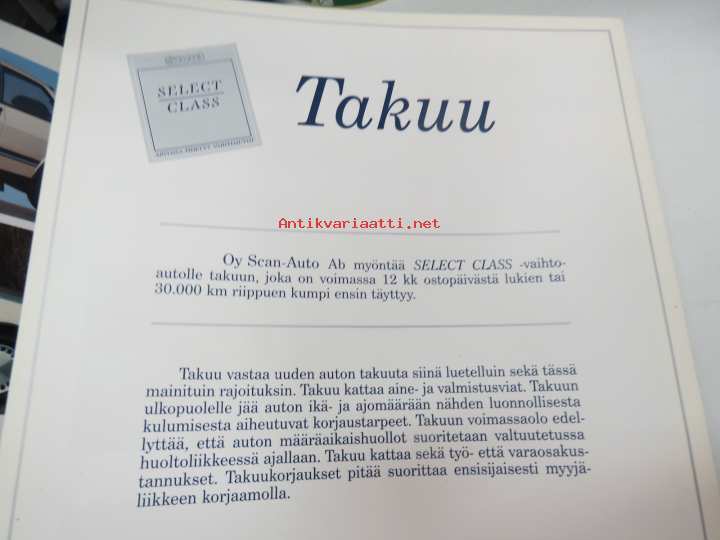 SELECT
CLASS
Takuu
Antikvariaatti.net
Oy Scan-Auto Ab myöntää SELECT CLASS -vaihto-
autolle takuun, joka on voimassa 12 kk ostopäivästä lukien tai
30.000 km riippuen kumpi ensin täyttyy.
Takuu vastaa uuden auton takuuta siinä luetelluin sekä tässä
mainituin rajoituksin. Takuu kattaa aine- ja valmistusviat. Takuun
ulkopuolelle jää auton ikä- ja ajomäärään nähden luonnollisesta
kulumisesta aiheutuvat korjaustarpeet. Takuun voimassaolo edel-
lyttää, että auton määräaikaishuollot suoritetaan valtuutetussa
huoltoliikkeessä ajallaan. Takuu kattaa sekä työ- että varaosakus-
tannukset. Takuukorjaukset pitää suorittaa ensisijaisesti myyjä-
liikkeen korjaamolla.